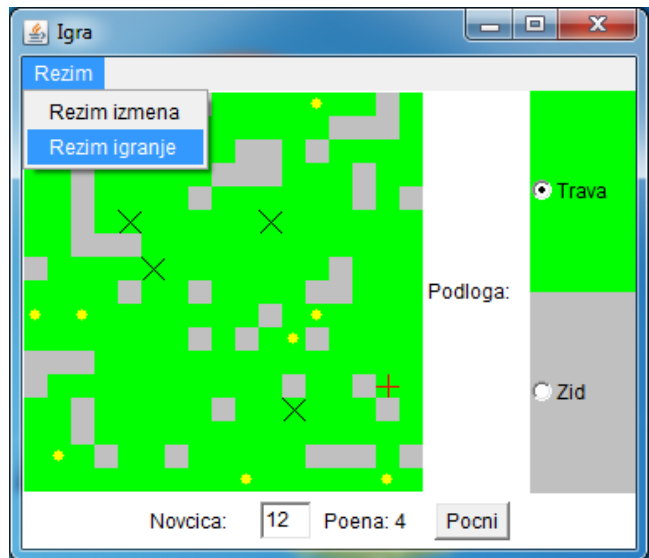 Igra
Rezim
Rezim izmena
Rezim igranje
Trava
Podloga:
Zid
Novcica: 12 Poena: 4 Pocni